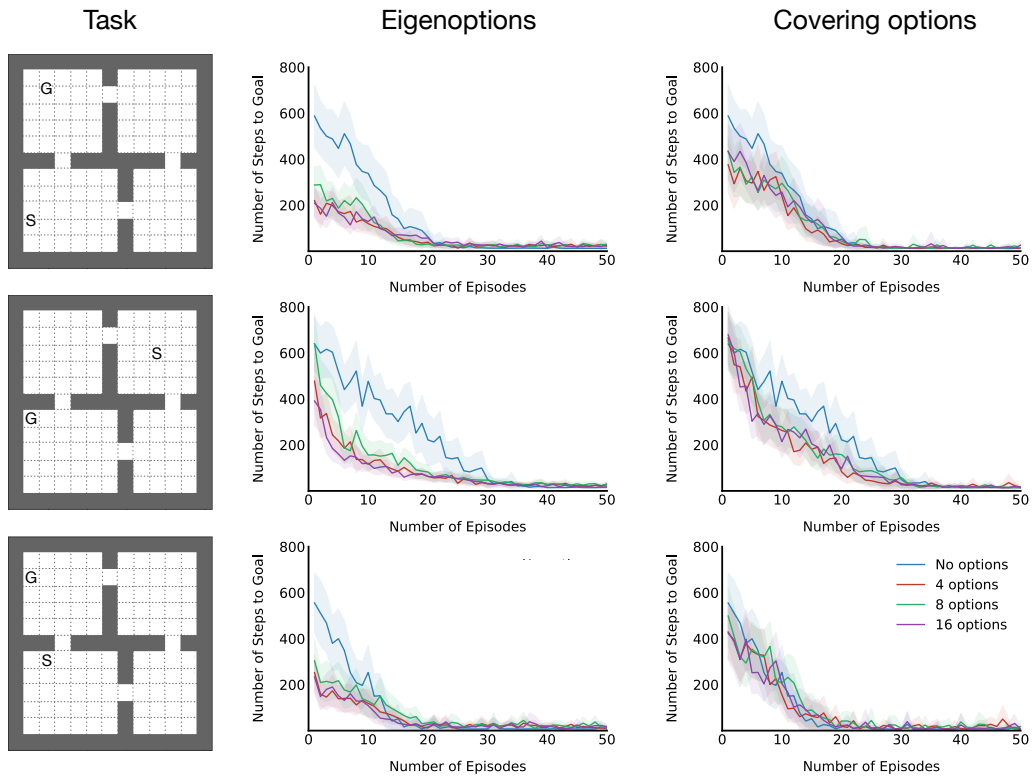 Task Eigenoptions Covering options
G
S
Number of Steps to Goal
800
600
400
200
0 10 20 30 40 50
Number of Episodes
Number of Steps to Goal
800
600
400
200
0 10 20 30 40 50
Number of Episodes
S
G
Number of Steps to Goal
800
600
400
200
0 10 20 30 40 50
Number of Episodes
Number of Steps to Goal
800
600
400
200
0 10 20 30 40 50
Number of Episodes
G
S
Number of Steps to Goal
800
600
400
200
0 10 20 30 40 50
Number of Episodes
Number of Steps to Goal
800
600
400
200
0 10 20 30 40 50
Number of Episodes
No options
4 options
8 options
16 options